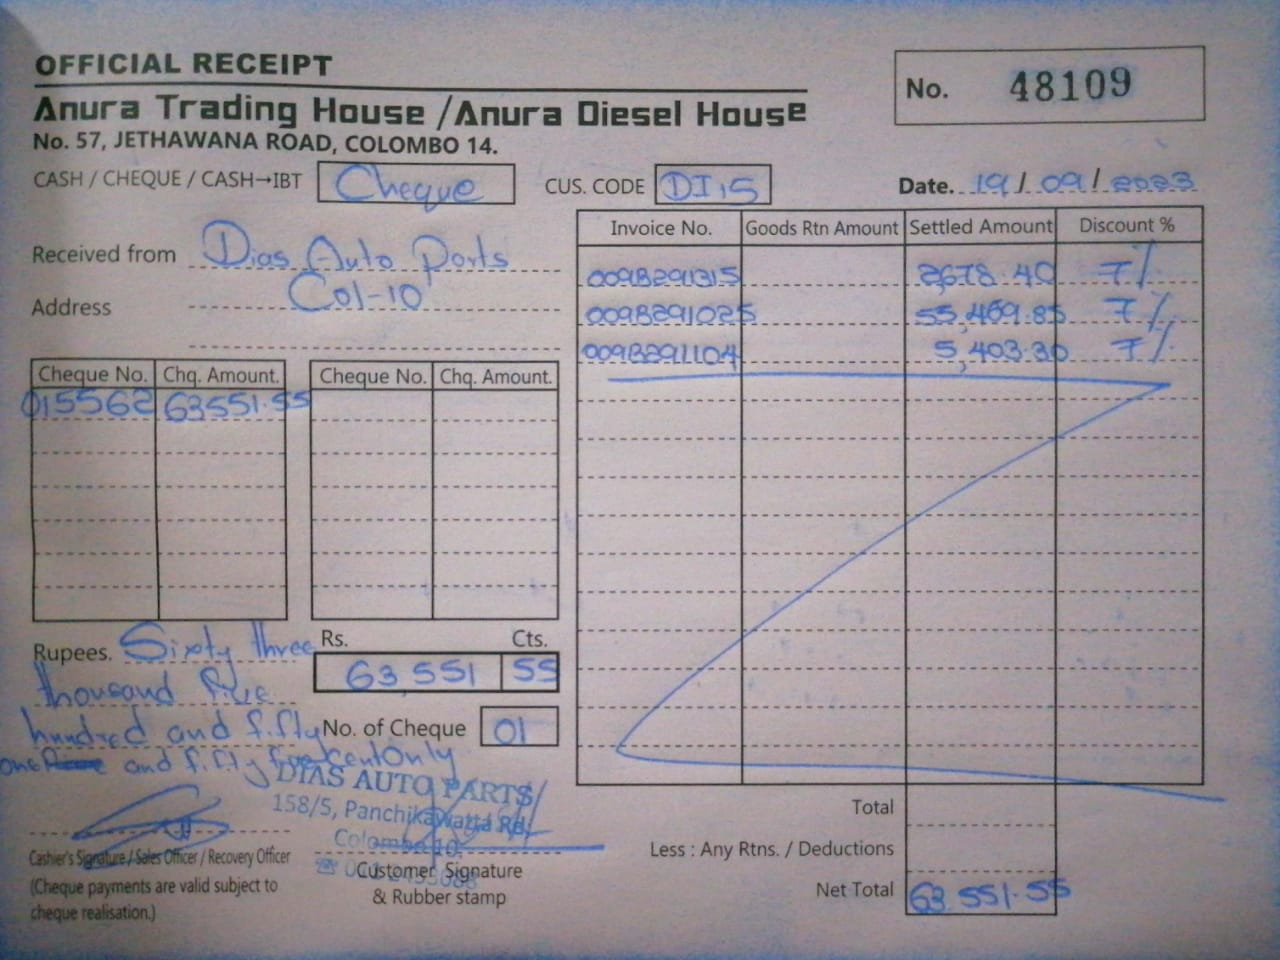 OFFICIAL RECEIPT
No. 48109
Anura Trading House / Anura Diesel House
No. 57, JETHAWANA ROAD, COLOMBO 14.
CASH / CHEQUE / CASH→IBT Cheque CUS. CODE DI15 Date. 19/09/2023
Received from Dias Auto Parts
Address Col-10
Invoice No. Goods Rtn Amount Settled Amount Discount %
009B291315 2678.40 7%
009B291025 55,469.85 7%
009B291104 5,403.30 7%
Cheque No. Chq. Amount. Cheque No. Chq. Amount.
015562 63551.55
Rupees. Sixty three
thousand five
hundred and fifty
one and fifty five cent Only
Rs. Cts.
63,551 55
No. of Cheque 01
DIAS AUTO PARTS
158/5, Panchikawatta Rd,
Colombo 10.
Cashier's Signature / Sales Officer / Recovery Officer
(Cheque payments are valid subject to
cheque realisation.)
Customer Signature
& Rubber stamp
Total
Less : Any Rtns. / Deductions
Net Total 63,551.55